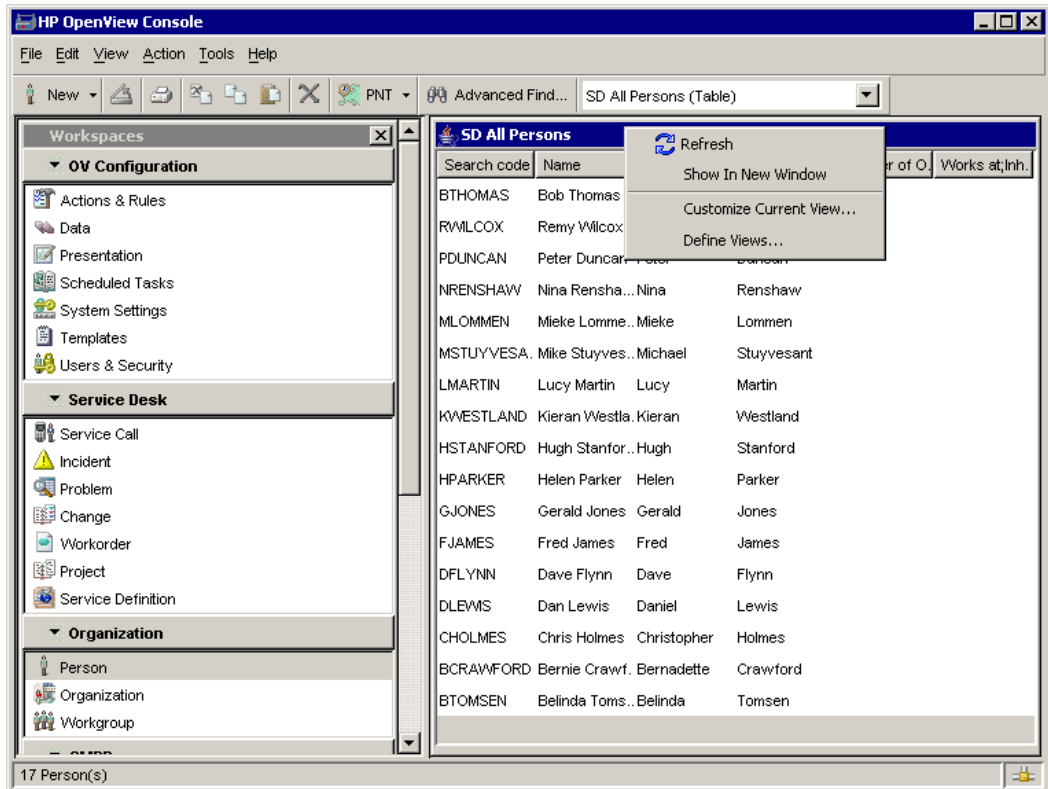 HP OpenView Console
File Edit View Action Tools Help
New PNT Advanced Find... SD All Persons (Table)
Workspaces
OV Configuration
Actions & Rules
Data
Presentation
Scheduled Tasks
System Settings
Templates
Users & Security
Service Desk
Service Call
Incident
Problem
Change
Workorder
Project
Service Definition
Organization
Person
Organization
Workgroup
SD All Persons
Search code Name r of O. Works at;Inh.
Refresh
Show In New Window
Customize Current View...
Define Views...
BTHOMAS Bob Thomas
RWILCOX Remy Wilcox
PDUNCAN Peter Duncan
NRENSHAW Nina Rensha... Nina Renshaw
MLOMMEN Mieke Lomme.. Mieke Lommen
MSTUYVESA. Mike Stuyves.. Michael Stuyvesant
LMARTIN Lucy Martin Lucy Martin
KWESTLAND Kieran Westla. Kieran Westland
HSTANFORD Hugh Stanfor.. Hugh Stanford
HPARKER Helen Parker Helen Parker
GJONES Gerald Jones Gerald Jones
FJAMES Fred James Fred James
DFLYNN Dave Flynn Dave Flynn
DLEWIS Dan Lewis Daniel Lewis
CHOLMES Chris Holmes Christopher Holmes
BCRAWFORD Bernie Crawf. Bernadette Crawford
BTOMSEN Belinda Toms.. Belinda Tomsen
17 Person(s)